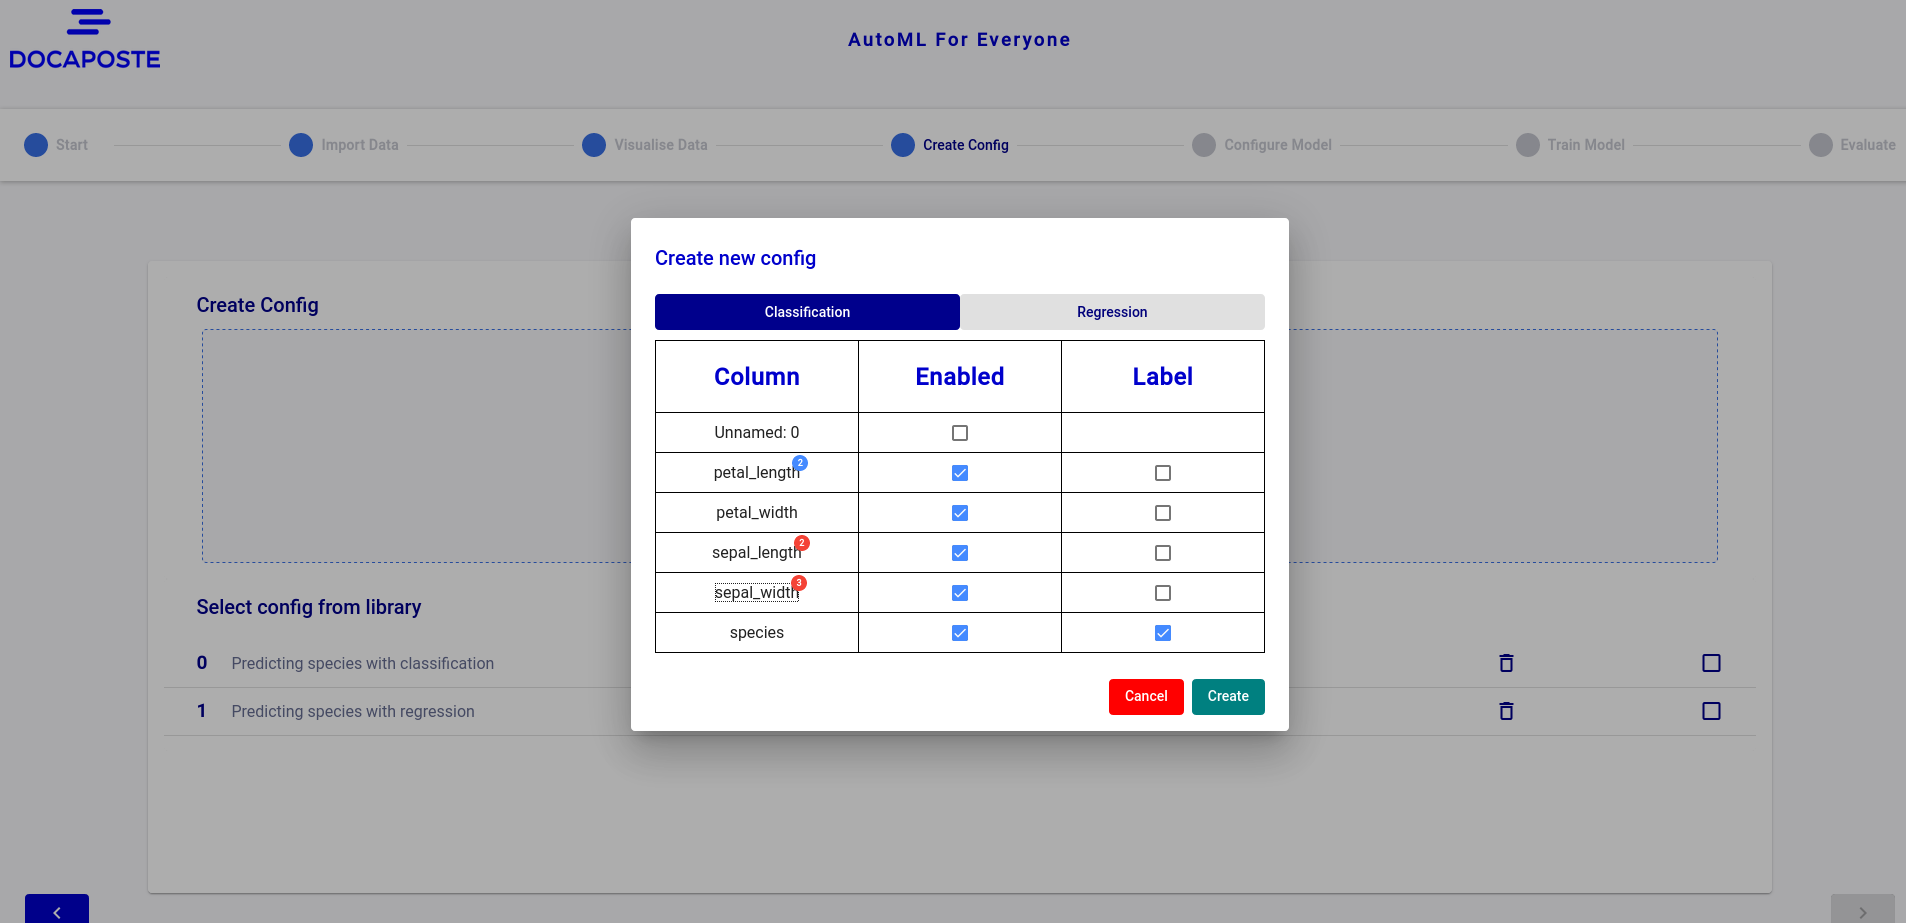 DOCAPOSTE
AutoML For Everyone
Start
Import Data
Visualise Data
Create Config
Configure Model
Train Model
Evaluate
Create Config
Create new config
Classification
Regression
Column Enabled Label
Unnamed: 0
petal_length 2
petal_width
sepal_length 2
sepal_width 3
species
Cancel
Create
Select config from library
0 Predicting species with classification
1 Predicting species with regression